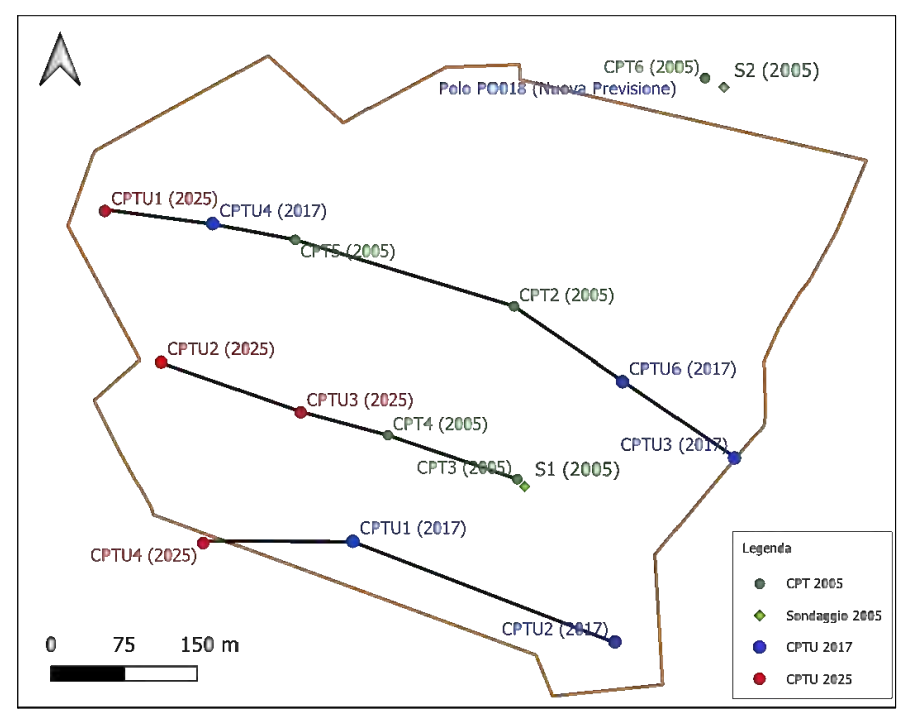 CPT6 (2005)
S2 (2005)
Polo PO018 (Nuova Previsione)
CPTU1 (2025)
CPTU4 (2017)
CPT5 (2005)
CPT2 (2005)
CPTU2 (2025)
CPTU6 (2017)
CPTU3 (2025)
CPT4 (2005)
CPTU3 (2017)
CPT3 (2005)
S1 (2005)
CPTU1 (2017)
CPTU4 (2025)
CPTU2 (2017)
0 75 150 m
Legenda
CPT 2005
Sondaggio 2005
CPTU 2017
CPTU 2025